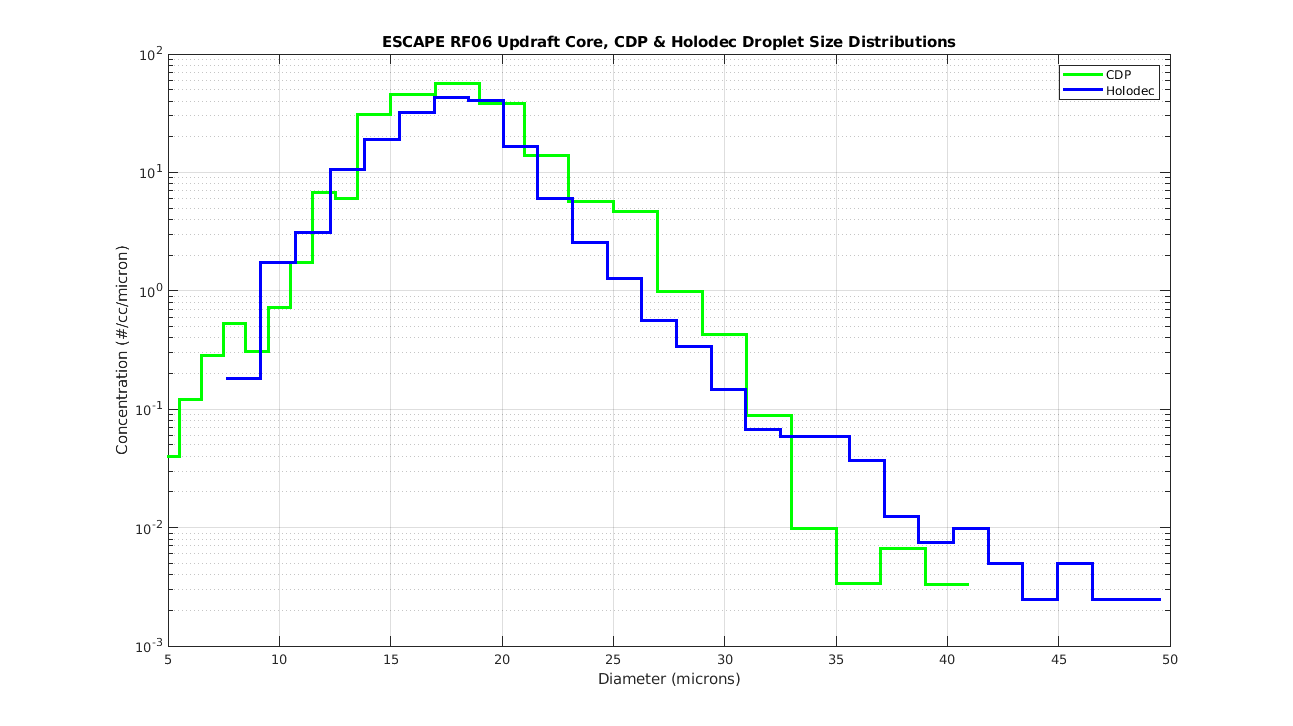 ESCAPE RF06 Updraft Core, CDP & Holodec Droplet Size Distributions
CDP
Holodec
Concentration (#/cc/micron)
10^2
10^1
10^0
10^-1
10^-2
10^-3
5 10 15 20 25 30 35 40 45 50
Diameter (microns)